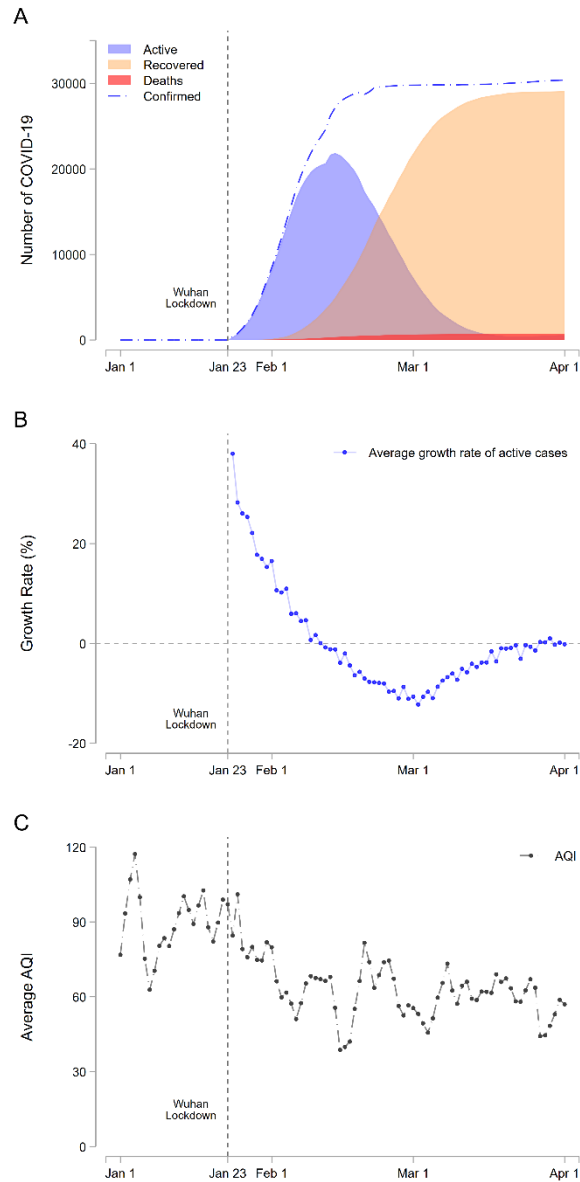 A
Active
Recovered
Deaths
Confirmed
30000
20000
10000
0
Number of COVID-19
Wuhan
Lockdown
Jan 1
Jan 23
Feb 1
Mar 1
Apr 1
B
40
20
0
-20
Growth Rate (%)
Average growth rate of active cases
Wuhan
Lockdown
Jan 1
Jan 23
Feb 1
Mar 1
Apr 1
C
120
90
60
30
0
Average AQI
AQI
Wuhan
Lockdown
Jan 1
Jan 23
Feb 1
Mar 1
Apr 1